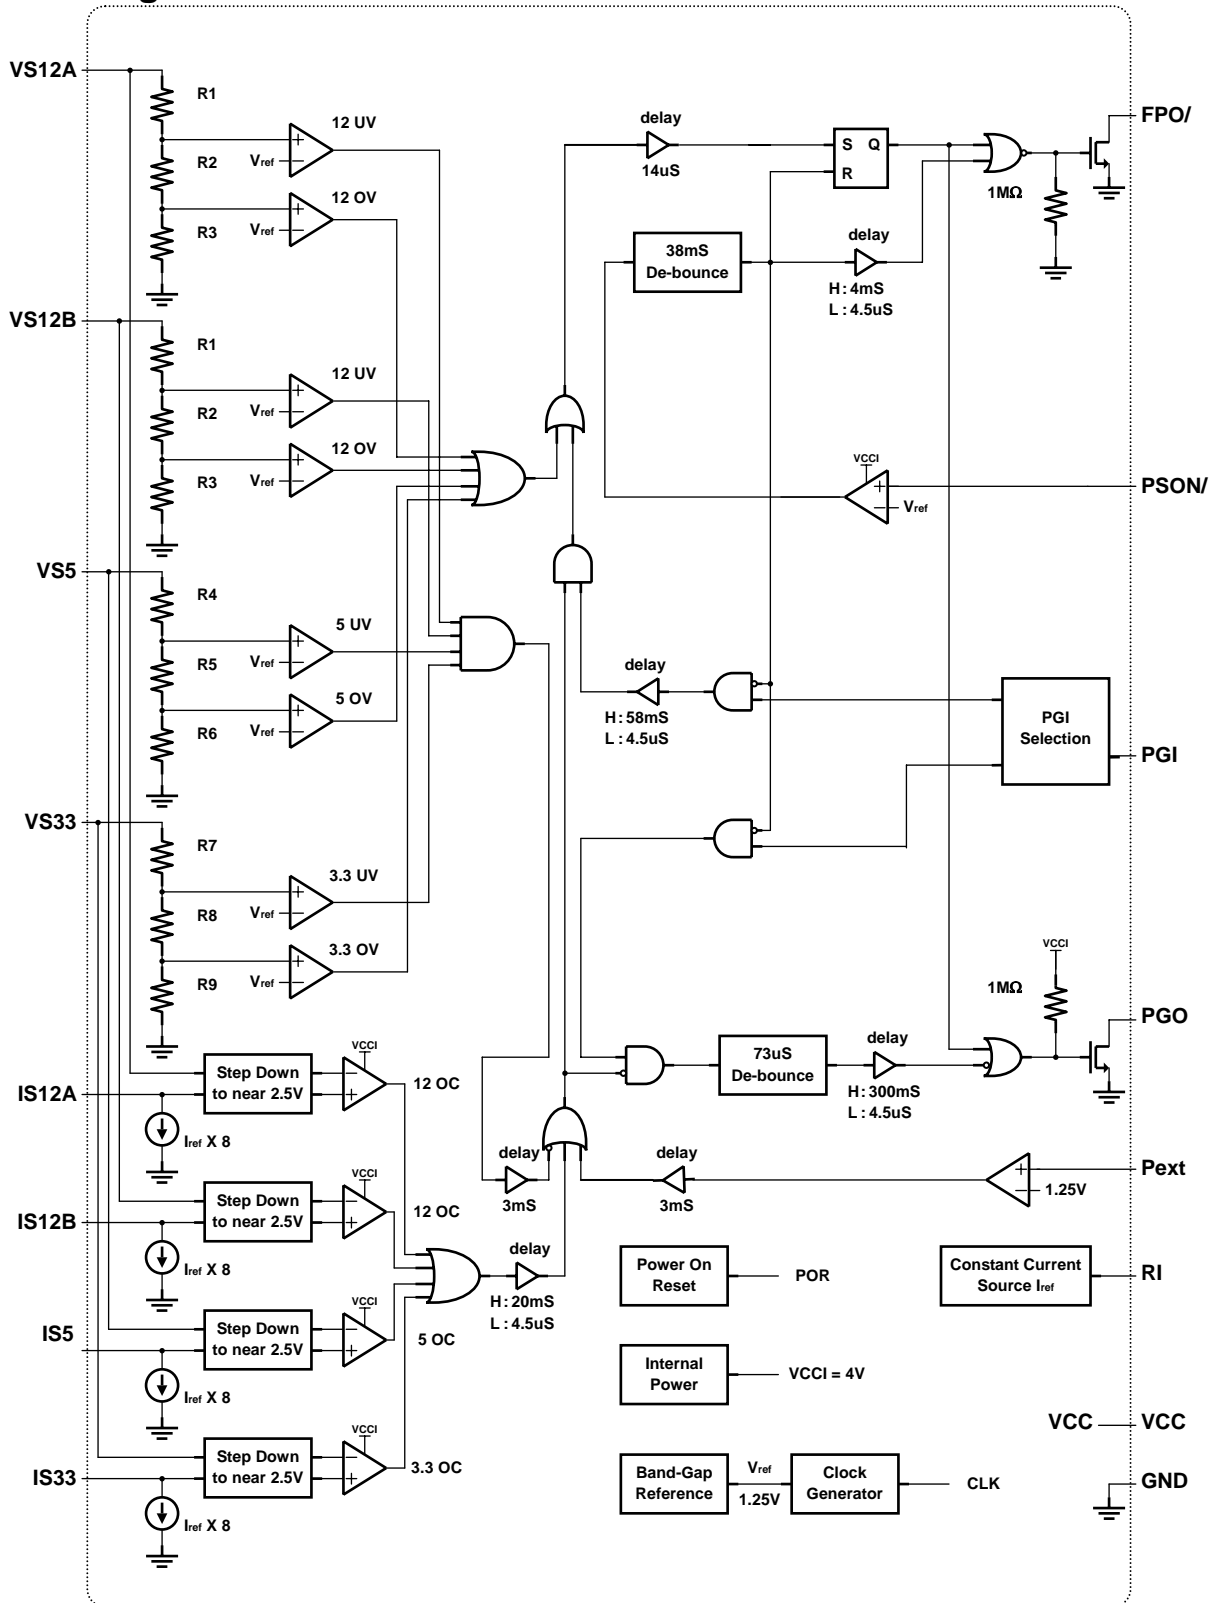 VS12A
R1
12 UV
delay
FPO/
Vref
R2
14uS
S
Q
R
12 OV
1MΩ
R3
Vref
delay
38mS
De-bounce
H : 4mS
L : 4.5uS
VS12B
R1
12 UV
R2
Vref
12 OV
VCCI
R3
Vref
PSON/
Vref
VS5
R4
5 UV
R5
Vref
delay
5 OV
H : 58mS
L : 4.5uS
PGI
Selection
R6
Vref
PGI
VS33
R7
3.3 UV
R8
Vref
3.3 OV
VCCI
R9
Vref
1MΩ
PGO
VCCI
73uS
De-bounce
delay
Step Down
to near 2.5V
12 OC
IS12A
H : 300mS
L : 4.5uS
Iref X 8
delay
delay
Pext
VCCI
1.25V
Step Down
to near 2.5V
3mS
3mS
12 OC
IS12B
delay
Iref X 8
Power On
Reset
POR
Constant Current
Source Iref
RI
VCCI
H : 20mS
L : 4.5uS
IS5
Step Down
to near 2.5V
5 OC
Internal
Power
VCCI = 4V
Iref X 8
VCCI
VCC
VCC
Step Down
to near 2.5V
3.3 OC
IS33
Band-Gap
Reference
Vref
1.25V
Clock
Generator
CLK
GND
Iref X 8